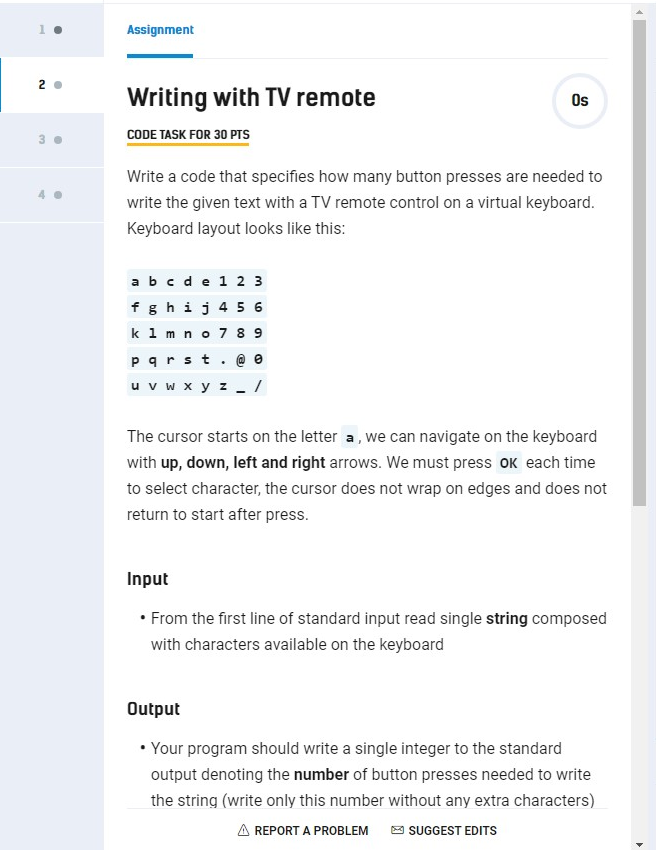 1
2
3
4
Assignment
Writing with TV remote
0s
CODE TASK FOR 30 PTS
Write a code that specifies how many button presses are needed to
write the given text with a TV remote control on a virtual keyboard.
Keyboard layout looks like this:
a b c d e 1 2 3
f g h i j 4 5 6
k l m n o 7 8 9
p q r s t . @ 0
u v w x y z _ /
The cursor starts on the letter a, we can navigate on the keyboard
with up, down, left and right arrows. We must press OK each time
to select character, the cursor does not wrap on edges and does not
return to start after press.
Input
• From the first line of standard input read single string composed
with characters available on the keyboard
Output
• Your program should write a single integer to the standard
output denoting the number of button presses needed to write
the string (write only this number without any extra characters)
REPORT A PROBLEM
SUGGEST EDITS